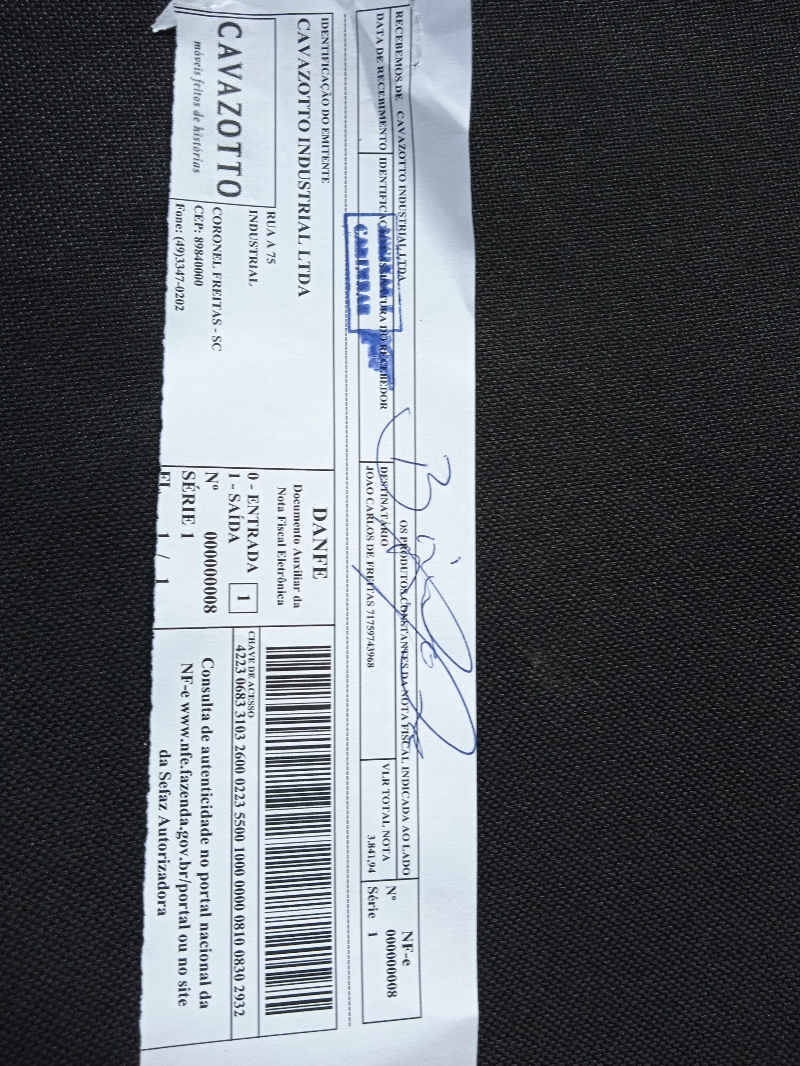 RECEBEMOS DE CAVAZOTTO INDUSTRIAL LTDA
OS PRODUTOS CONSTANTES DA NOTA FISCAL INDICADA AO LADO
DATA DE RECEBIMENTO
DO RECEBEDOR
CARIMBAR
DESTINATÁRIO
JOAO CARLOS DE FREITAS 71759743968
VLR TOTAL NOTA
3.841,94
NF-e
Nº 000000008
Série 1
IDENTIFICAÇÃO DO EMITENTE
CAVAZOTTO INDUSTRIAL LTDA
CAVAZOTTO
móveis feitos de histórias
RUA A 75
INDUSTRIAL
CORONEL FREITAS - SC
CEP: 89840000
Fone: (49)3347-0202
DANFE
Documento Auxiliar da
Nota Fiscal Eletrônica
0 - ENTRADA
1 - SAÍDA
1
Nº 000000008
SÉRIE 1
FL 1 / 1
CHAVE DE ACESSO
4223 0683 3103 2600 0223 5500 1000 0000 0810 0830 2932
Consulta de autenticidade no portal nacional da
NF-e www.nfe.fazenda.gov.br/portal ou no site
da Sefaz Autorizadora